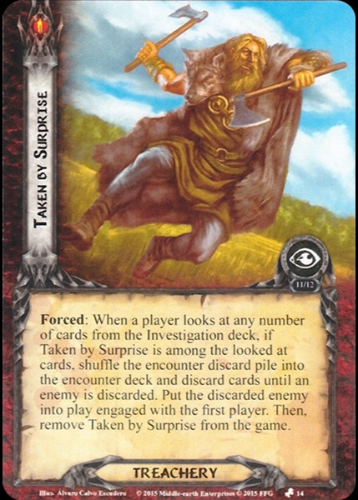 TAKEN BY SURPRISE
11/12
Forced: When a player looks at any number
of cards from the Investigation deck, if
Taken by Surprise is among the looked at
cards, shuffle the encounter discard pile into
the encounter deck and discard cards until an
enemy is discarded. Put the discarded enemy
into play engaged with the first player. Then,
remove Taken by Surprise from the game.
TREACHERY
Illus. Álvaro Calvo Escudero © 2015 Middle-earth Enterprises © 2015 FFG 14